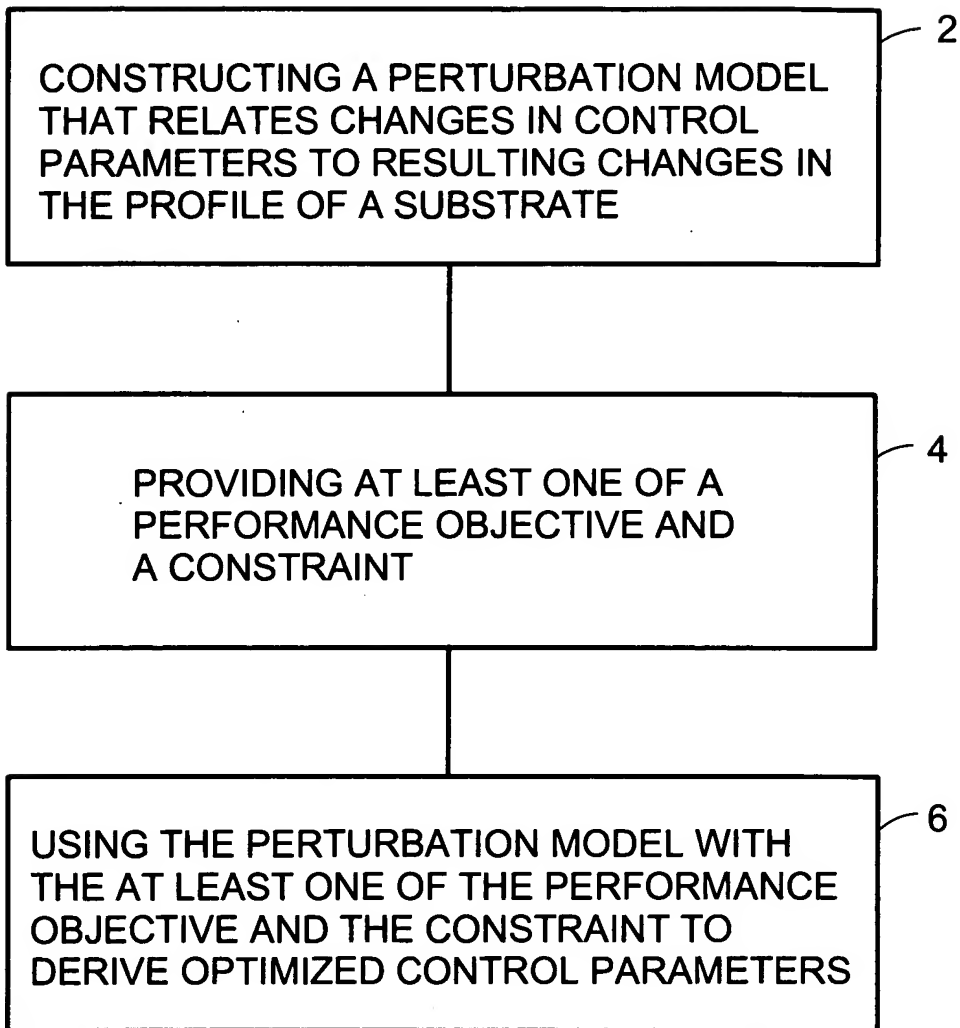 2
CONSTRUCTING A PERTURBATION MODEL
THAT RELATES CHANGES IN CONTROL
PARAMETERS TO RESULTING CHANGES IN
THE PROFILE OF A SUBSTRATE
4
PROVIDING AT LEAST ONE OF A
PERFORMANCE OBJECTIVE AND
A CONSTRAINT
6
USING THE PERTURBATION MODEL WITH
THE AT LEAST ONE OF THE PERFORMANCE
OBJECTIVE AND THE CONSTRAINT TO
DERIVE OPTIMIZED CONTROL PARAMETERS